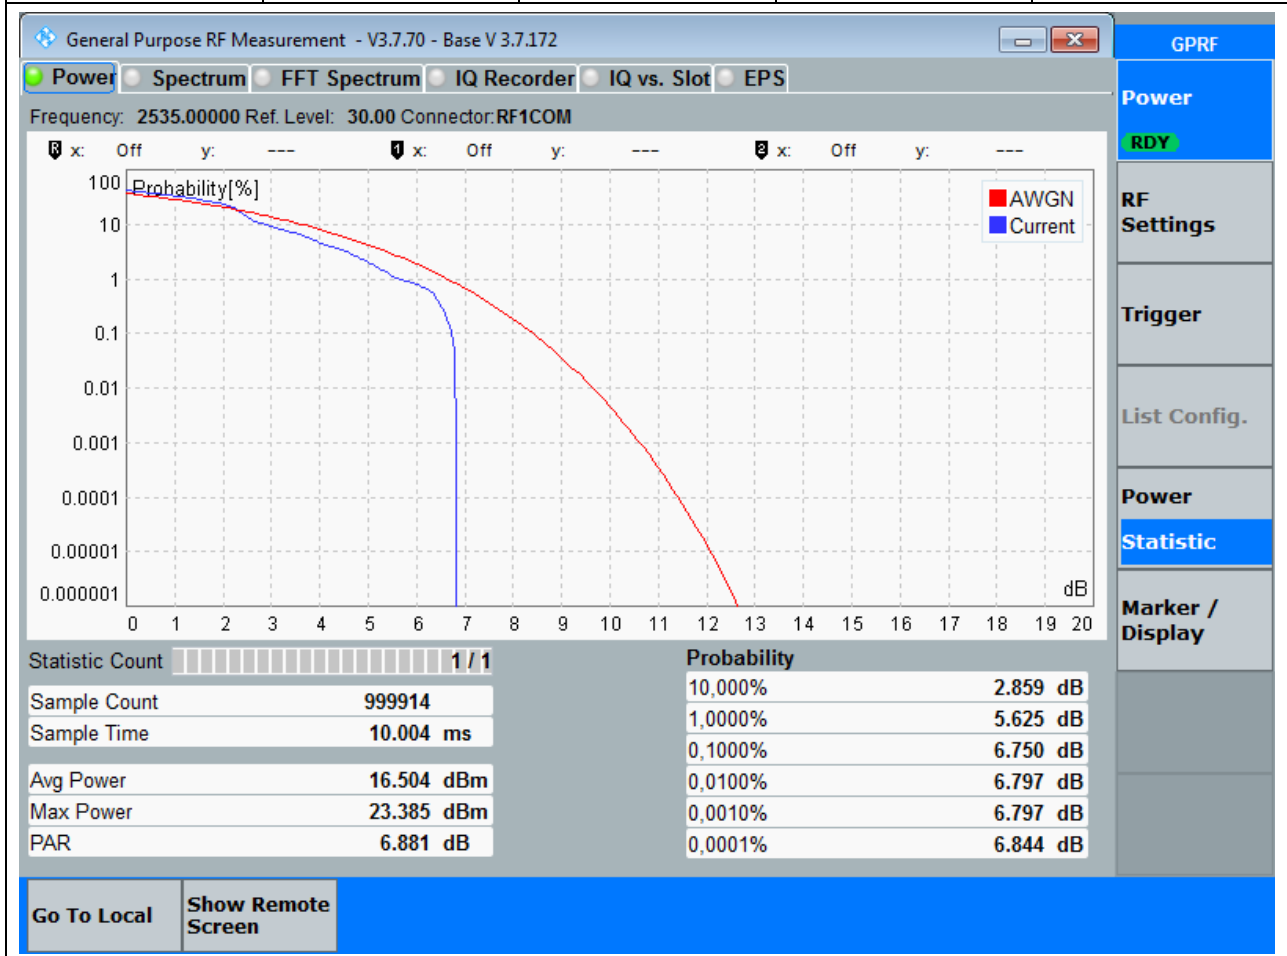 General Purpose RF Measurement - V3.7.70 - Base V 3.7.172
GPRF
Power Spectrum FFT Spectrum IQ Recorder IQ vs. Slot EPS
Frequency: 2535.00000 Ref. Level: 30.00 Connector:RF1COM
R x: Off y: --- 1 x: Off y: --- 2 x: Off y: ---
Probability[%]
AWGN
Current
100
10
1
0.1
0.01
0.001
0.0001
0.00001
0.000001
dB
0 1 2 3 4 5 6 7 8 9 10 11 12 13 14 15 16 17 18 19 20
Statistic Count 1 / 1
Sample Count 999914
Sample Time 10.004 ms
Avg Power 16.504 dBm
Max Power 23.385 dBm
PAR 6.881 dB
Probability
10,000% 2.859 dB
1,0000% 5.625 dB
0,1000% 6.750 dB
0,0100% 6.797 dB
0,0010% 6.797 dB
0,0001% 6.844 dB
Power
RDY
RF
Settings
Trigger
List Config.
Power
Statistic
Marker /
Display
Go To Local
Show Remote
Screen